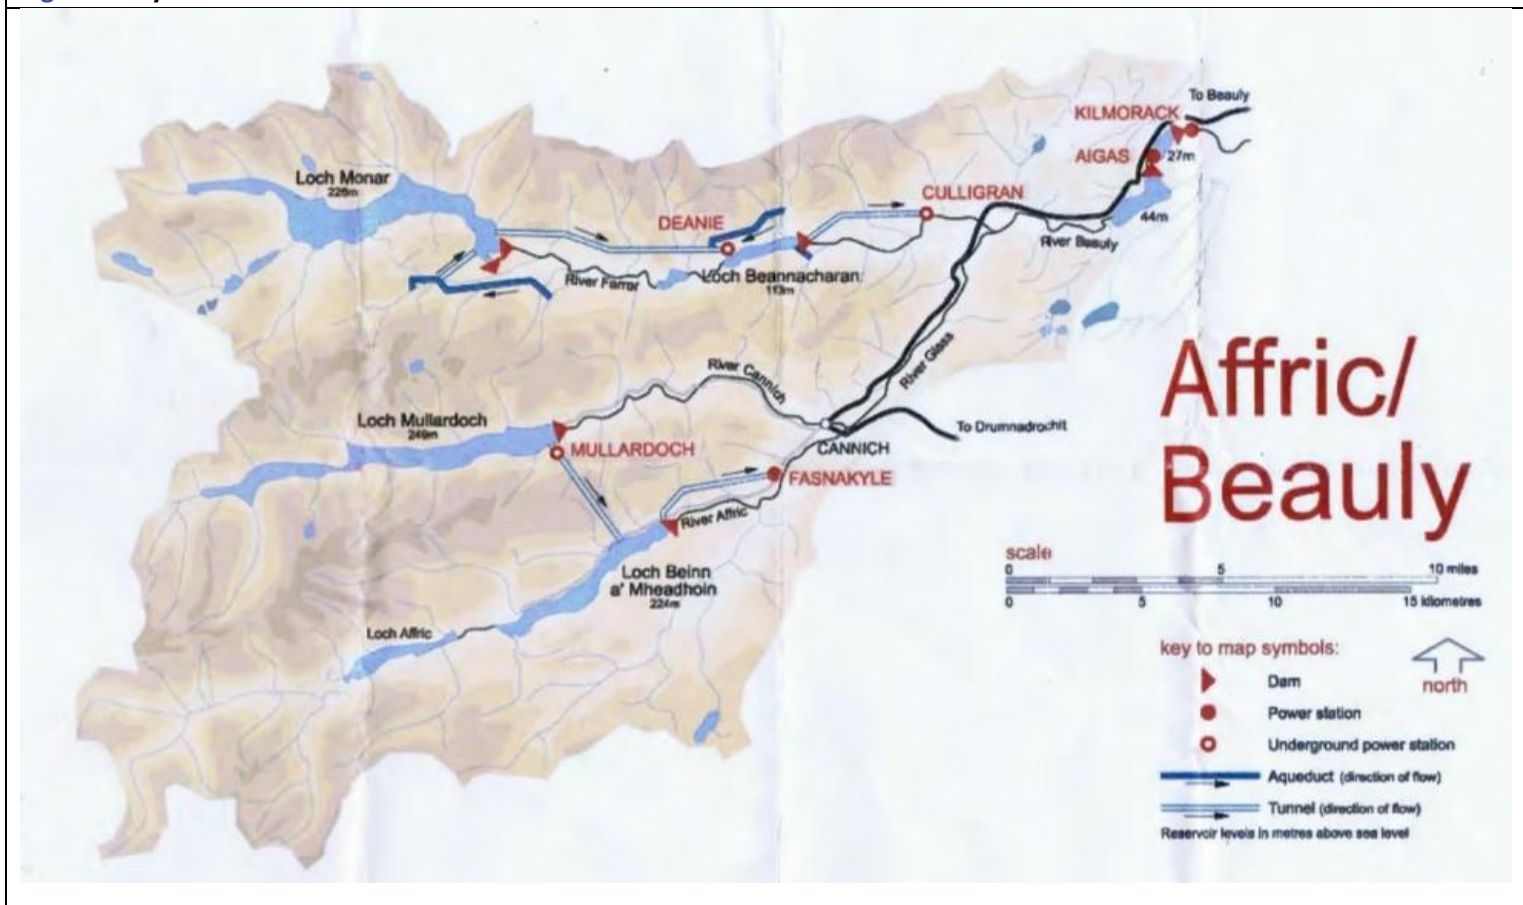 To Beauly
KILMORACK
AIGAS
27m
Loch Monar
CULLIGRAN
44m
DEANIE
River Beauly
Loch Beannacharan
113m
River Farrar
River Glass
River Cannich
Loch Mullardoch
249m
To Drumnadrochit
CANNICH
MULLARDOCH
FASNAKYLE
River Affric
Loch Beinn
a' Mheadhoin
224m
Loch Affric
Affric/
Beauly
scale
0 5 10 miles
0 5 10 15 kilometres
key to map symbols:
Dam
north
Power station
Underground power station
Aqueduct (direction of flow)
Tunnel (direction of flow)
Reservoir levels in metres above sea level